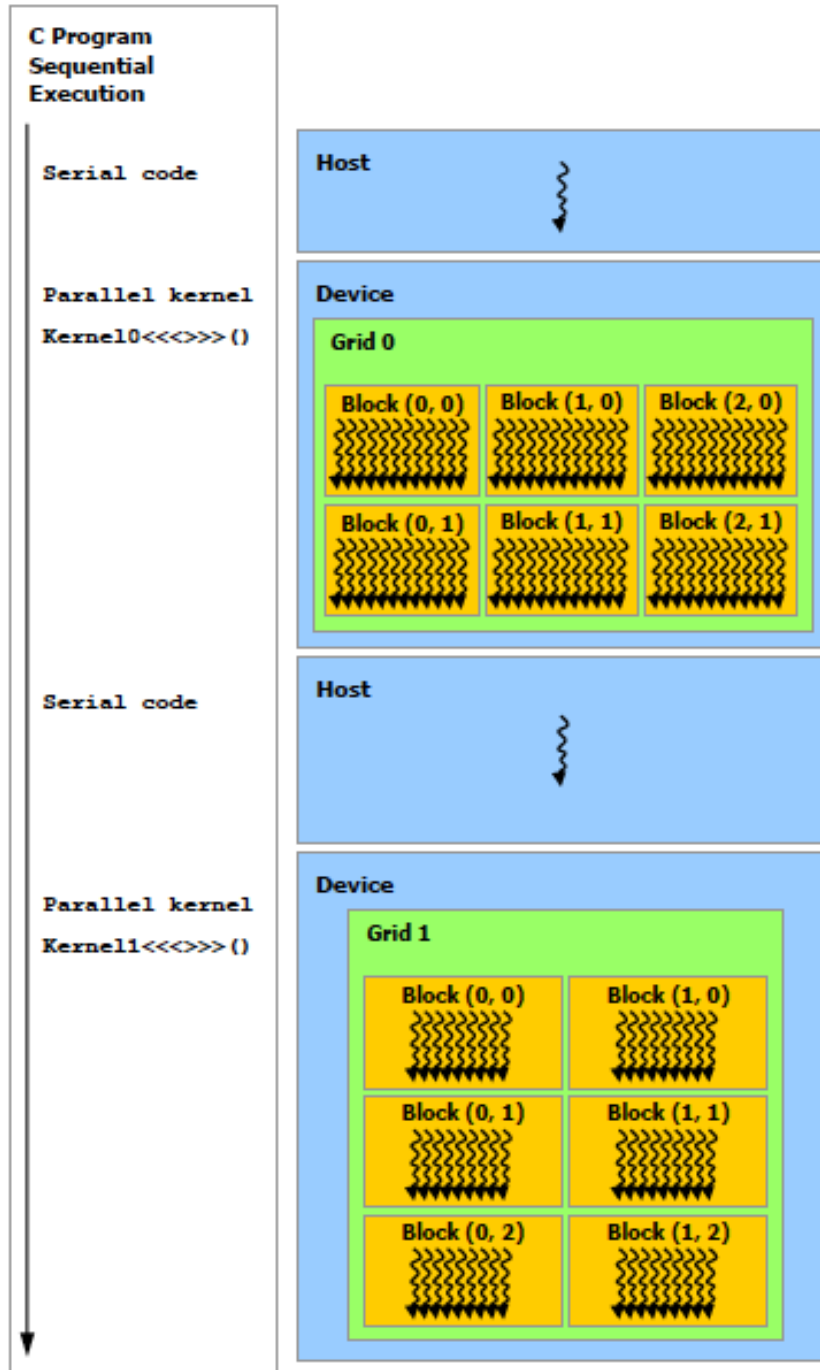 C Program
Sequential
Execution
Serial code
Host
Parallel kernel
Kernel0<<<>>>()
Device
Grid 0
Block (0, 0)
Block (1, 0)
Block (2, 0)
Block (0, 1)
Block (1, 1)
Block (2, 1)
Serial code
Host
Parallel kernel
Kernel1<<<>>>()
Device
Grid 1
Block (0, 0)
Block (1, 0)
Block (0, 1)
Block (1, 1)
Block (0, 2)
Block (1, 2)